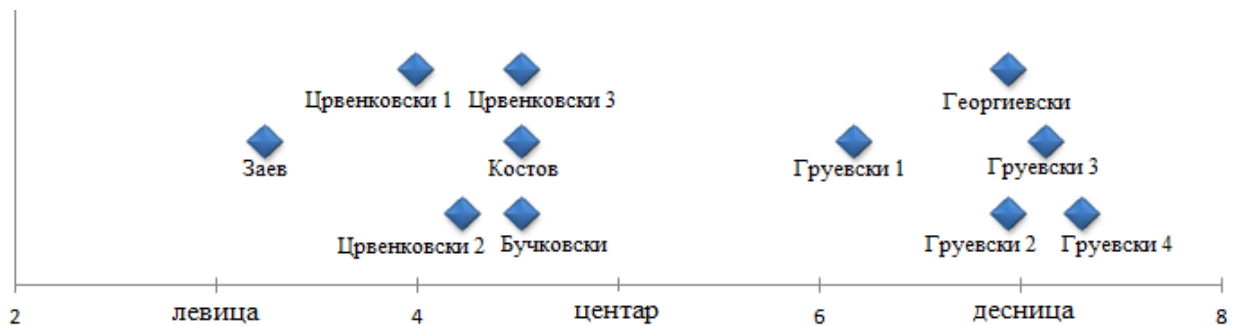 Црвенковски 1 Црвенковски 3 Георгиевски
Заев Костов Груевски 1 Груевски 3
Црвенковски 2 Бучковски Груевски 2 Груевски 4
2 левица 4 центар 6 десница 8